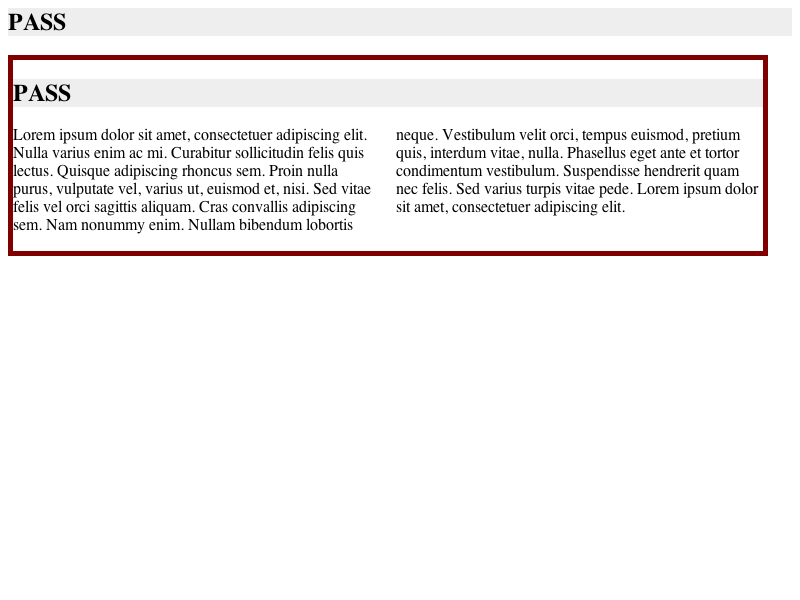 PASS
PASS
Lorem ipsum dolor sit amet, consectetuer adipiscing elit.
Nulla varius enim ac mi. Curabitur sollicitudin felis quis
lectus. Quisque adipiscing rhoncus sem. Proin nulla
purus, vulputate vel, varius ut, euismod et, nisi. Sed vitae
felis vel orci sagittis aliquam. Cras convallis adipiscing
sem. Nam nonummy enim. Nullam bibendum lobortis
neque. Vestibulum velit orci, tempus euismod, pretium
quis, interdum vitae, nulla. Phasellus eget ante et tortor
condimentum vestibulum. Suspendisse hendrerit quam
nec felis. Sed varius turpis vitae pede. Lorem ipsum dolor
sit amet, consectetuer adipiscing elit.